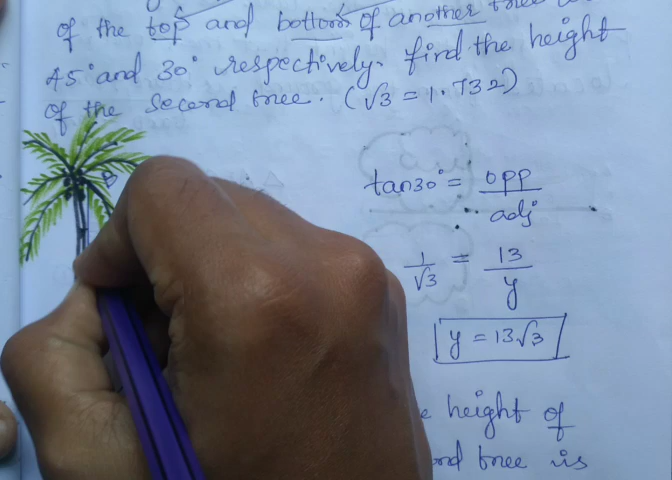 of the top and bottom of another tree
45° and 30° respectively. find the height
of the second tree. (√3 = 1.732)
B
tan30° = opp/adj
1/√3 = 13/y
y = 13√3
height of
tree is